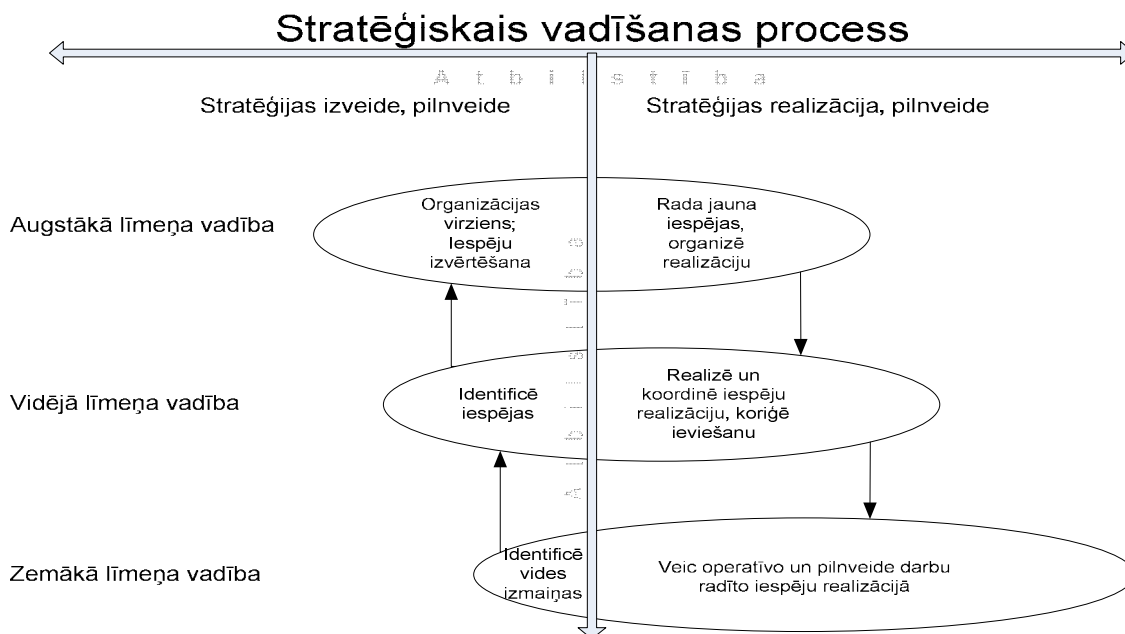 Stratēģiskais vadīšanas process
Stratēģijas izveide, pilnveide
Stratēģijas realizācija, pilnveide
Augstākā līmeņa vadība
Organizācijas
virziens;
Iespēju
izvērtēšana
Rada jauna
iespējas,
organizē
realizāciju
Vidējā līmeņa vadība
Identificē
iespējas
Realizē un
koordinē iespēju
realizāciju, koriģē
ieviešanu
Zemākā līmeņa vadība
Identificē
vides
izmaiņas
Veic operatīvo un pilnveide darbu
radīto iespēju realizācijā
Atbildība